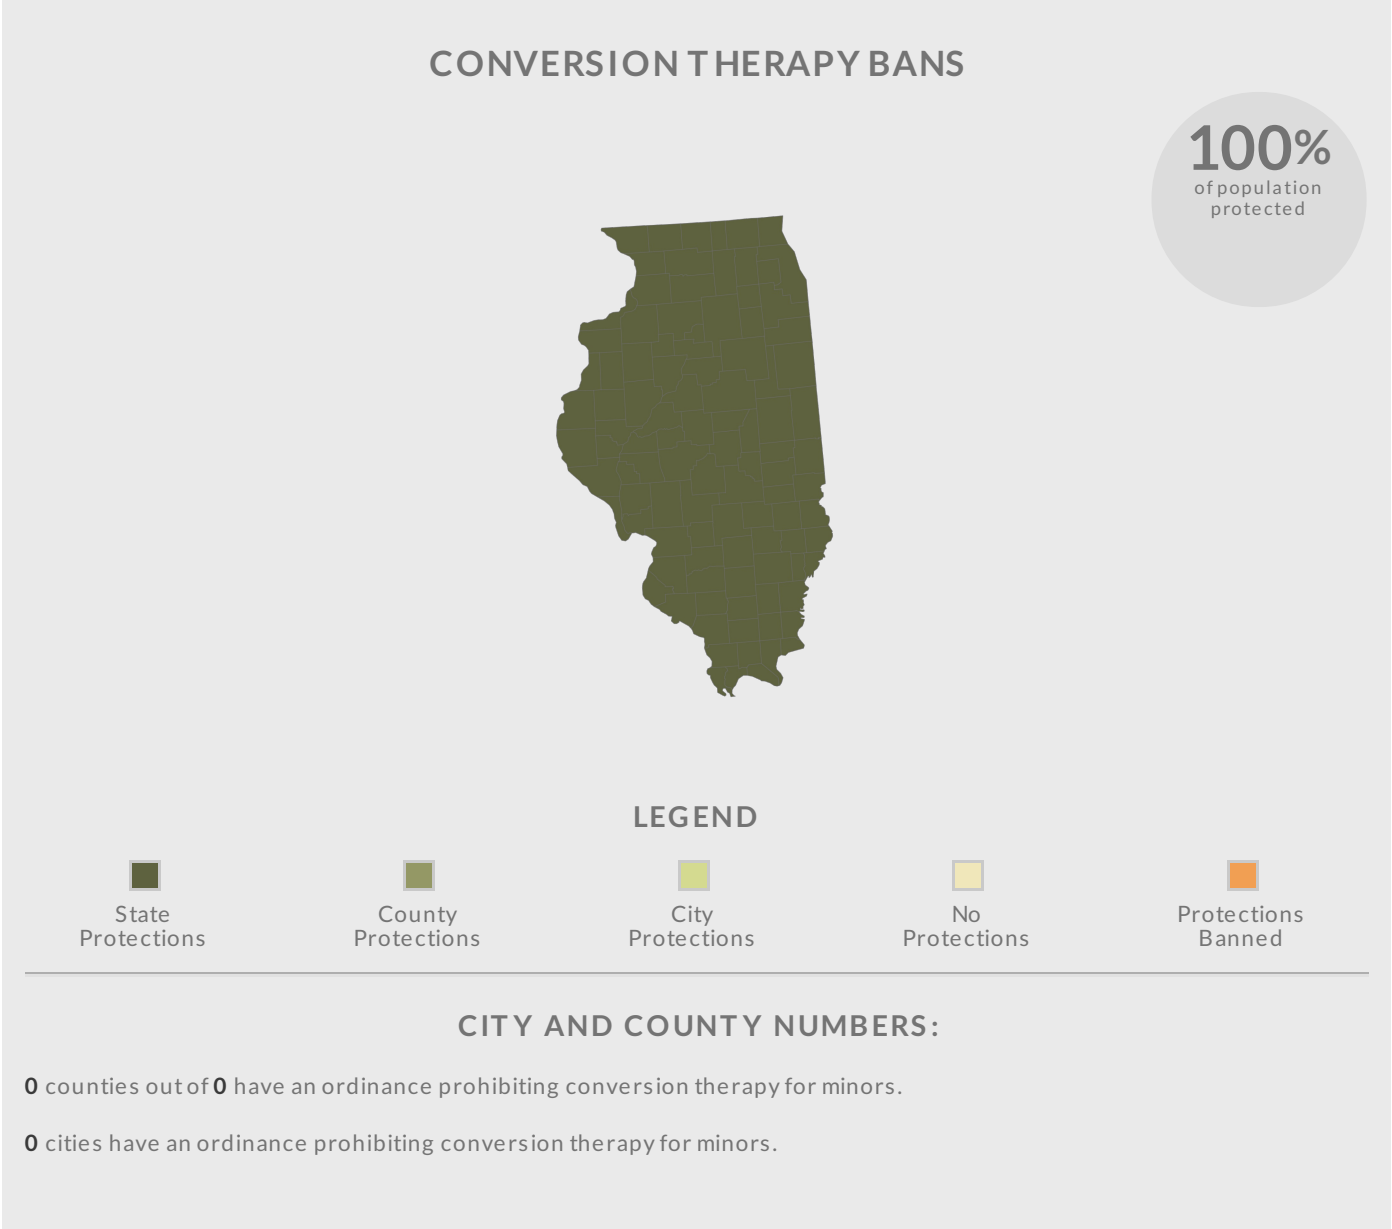 CONVERSION THERAPY BANS
100%
of population
protected
LEGEND
State
Protections
County
Protections
City
Protections
No
Protections
Protections
Banned
CITY AND COUNTY NUMBERS:
0 counties out of 0 have an ordinance prohibiting conversion therapy for minors.
0 cities have an ordinance prohibiting conversion therapy for minors.